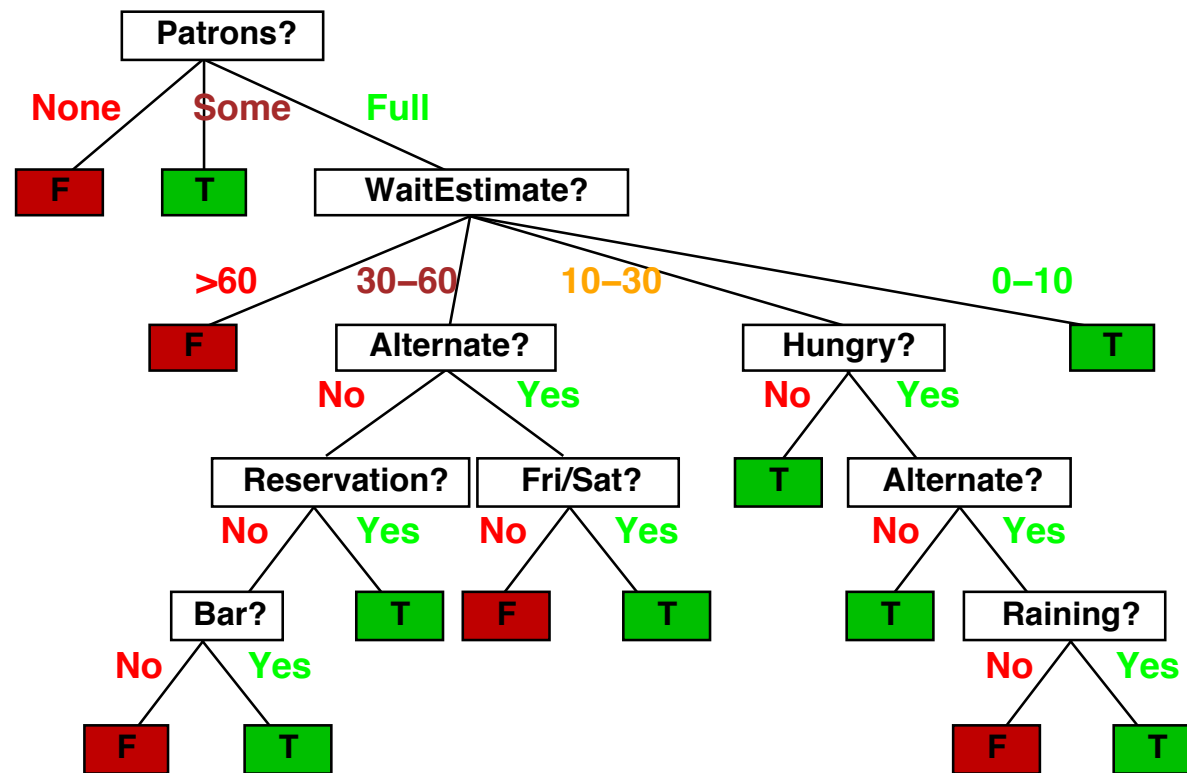 Patrons?
None Some Full
F T WaitEstimate?
>60 30–60 10–30 0–10
F Alternate? Hungry? T
No Yes No Yes
Reservation? Fri/Sat? T Alternate?
No Yes No Yes No Yes
Bar? T F T T Raining?
No Yes No Yes
F T F T